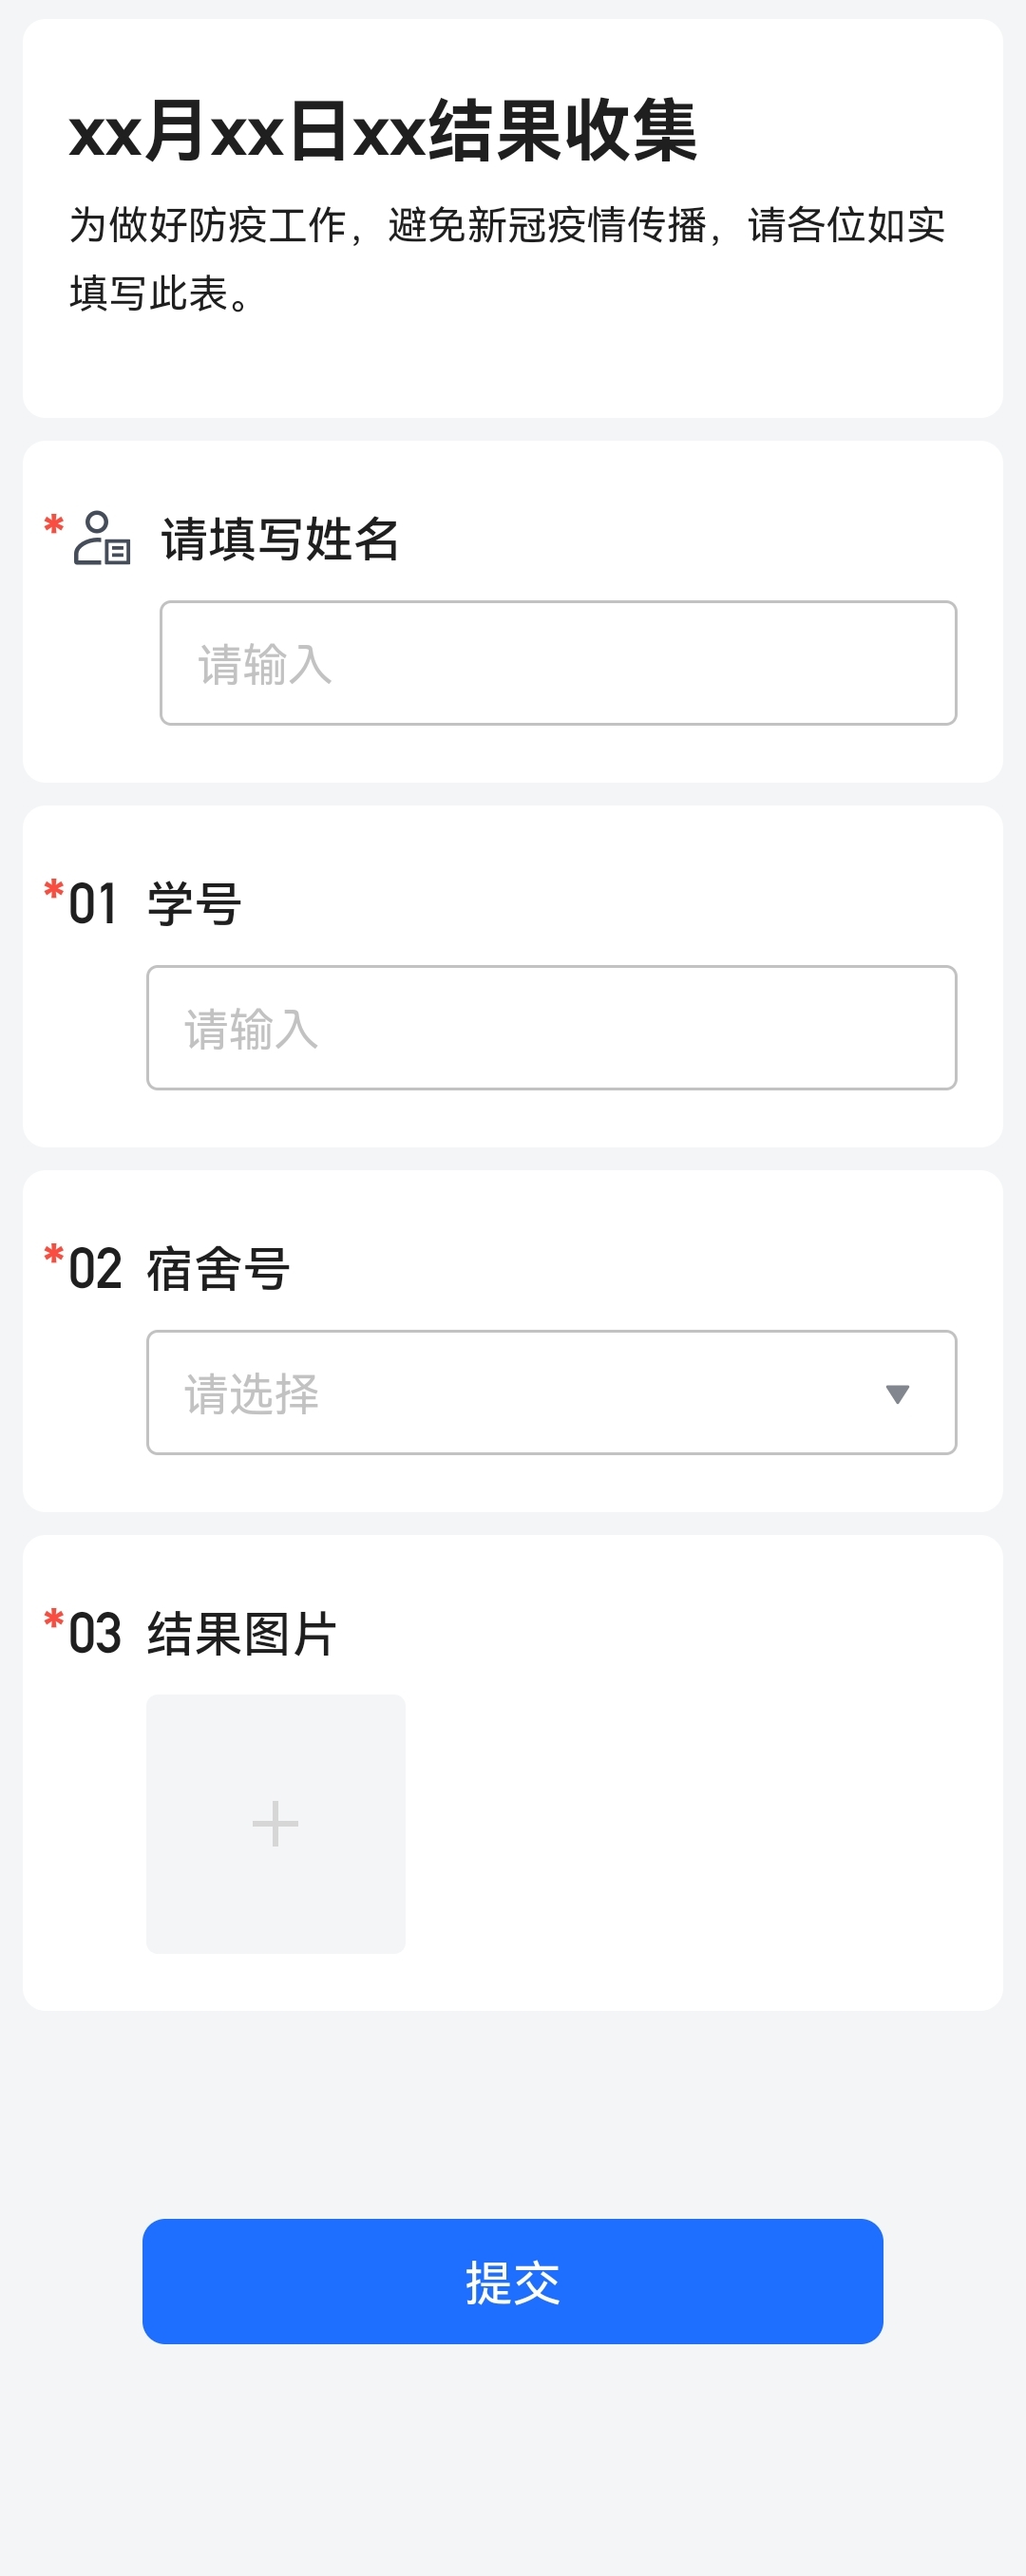 xx月xx日xx结果收集
为做好防疫工作，避免新冠疫情传播，请各位如实
填写此表。
* 请填写姓名
请输入
*01 学号
请输入
*02 宿舍号
请选择
*03 结果图片
提交